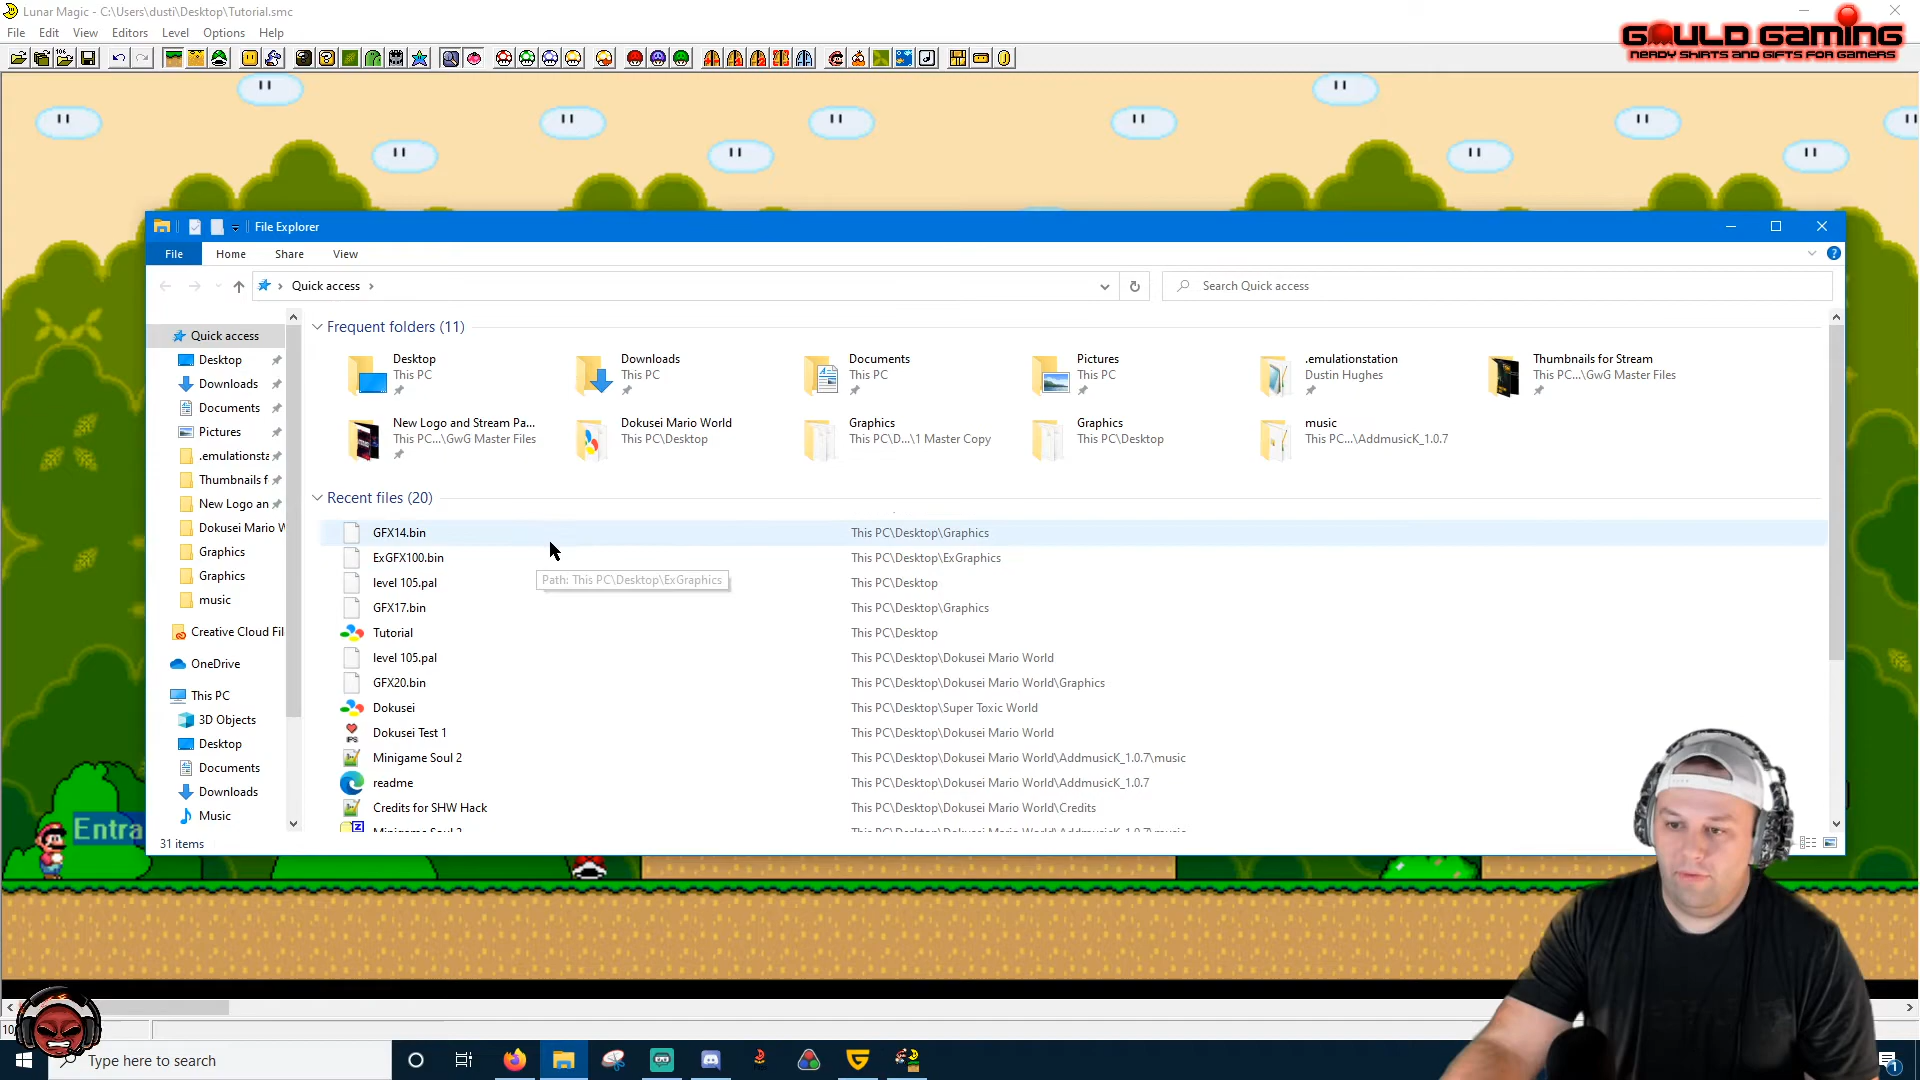 Lunar Magic - C:\Users\dusti\Desktop\Tutorial.smc
File Edit View Editors Level Options Help
GOULD GAMING
NERDY SHIRTS AND GIFTS FOR GAMERS
File Explorer
File Home Share View
Quick access
Search Quick access
Quick access
Desktop
Downloads
Documents
Pictures
.emulationsta
Thumbnails f
New Logo an
Dokusei Mario W
Graphics
Graphics
music
Creative Cloud Fil
OneDrive
This PC
3D Objects
Desktop
Documents
Downloads
Music
Frequent folders (11)
Desktop
This PC
Downloads
This PC
Documents
This PC
Pictures
This PC
.emulationstation
Dustin Hughes
Thumbnails for Stream
This PC...\GwG Master Files
New Logo and Stream Pa...
This PC...\GwG Master Files
Dokusei Mario World
This PC\Desktop
Graphics
This PC\D...\1 Master Copy
Graphics
This PC\Desktop
music
This PC...\AddmusicK_1.0.7
Recent files (20)
GFX14.bin This PC\Desktop\Graphics
ExGFX100.bin This PC\Desktop\ExGraphics
Path: This PC\Desktop\ExGraphics
level 105.pal This PC\Desktop
GFX17.bin This PC\Desktop\Graphics
Tutorial This PC\Desktop
level 105.pal This PC\Desktop\Dokusei Mario World
GFX20.bin This PC\Desktop\Dokusei Mario World\Graphics
Dokusei This PC\Desktop\Super Toxic World
Dokusei Test 1 This PC\Desktop\Dokusei Mario World
Minigame Soul 2 This PC\Desktop\Dokusei Mario World\AddmusicK_1.0.7\music
readme This PC\Desktop\Dokusei Mario World\AddmusicK_1.0.7
Credits for SHW Hack This PC\Desktop\Dokusei Mario World\Credits
31 items
Entra
10
Type here to search
1